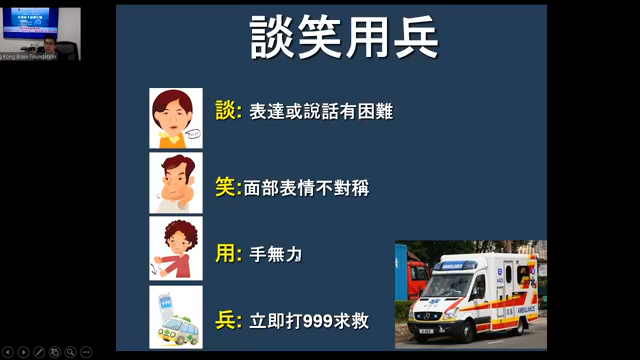 談笑用兵
談: 表達或說話有困難
笑:面部表情不對稱
用: 手無力
兵: 立即打999求救
AMBULANCE
AMBULANCE
Kong Brain Foundation